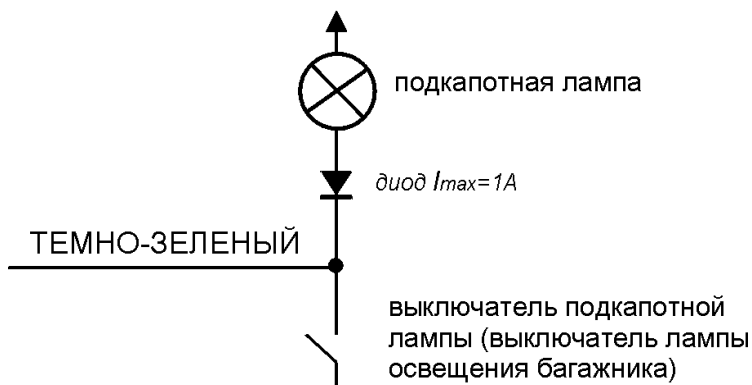 подкапотная лампа
диод Imax=1A
ТЕМНО-ЗЕЛЕНЫЙ
выключатель подкапотной
лампы (выключатель лампы
освещения багажника)